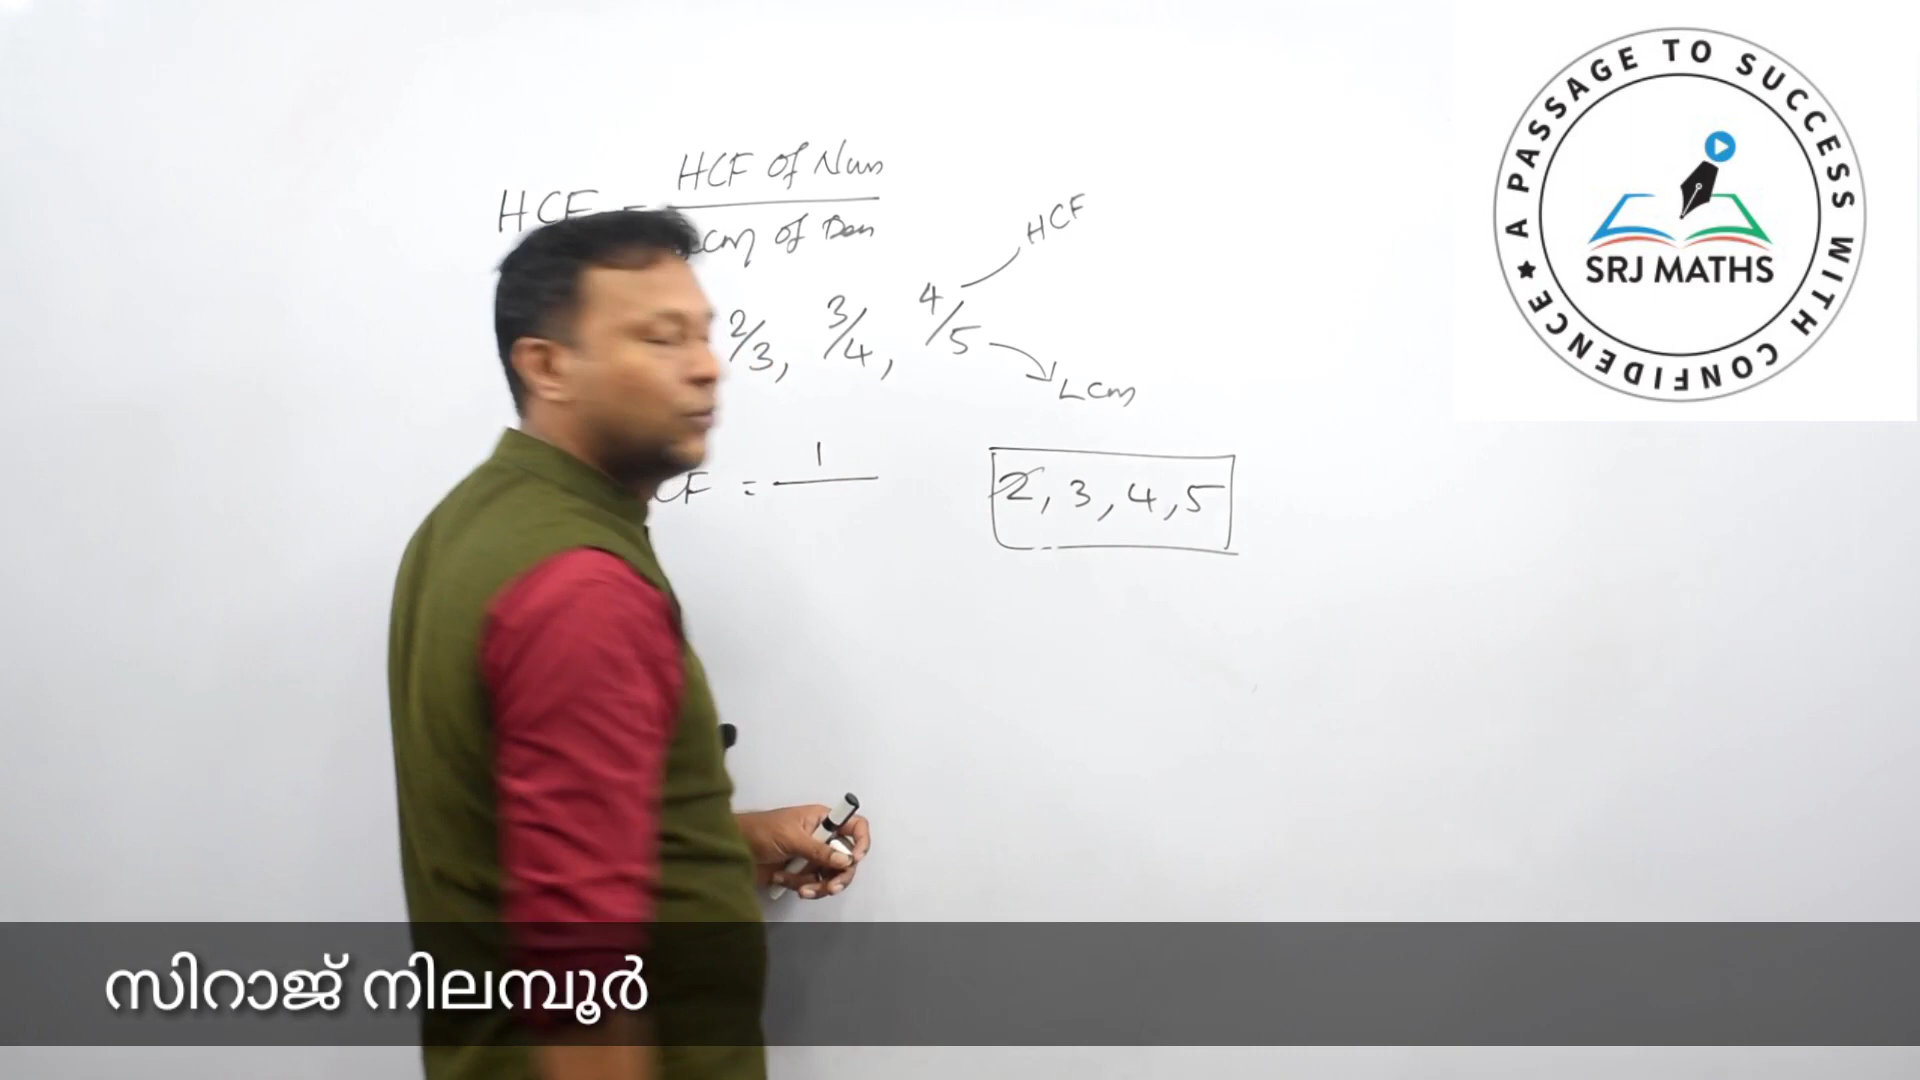 HCF = HCF of Num
Lcm of Den
HCF
2/3, 3/4, 4/5
Lcm
CF = 1
2, 3, 4, 5
A PASSAGE TO SUCCESS WITH CONFIDENCE
SRJ MATHS
സിറാജ് നിലമ്പൂർ